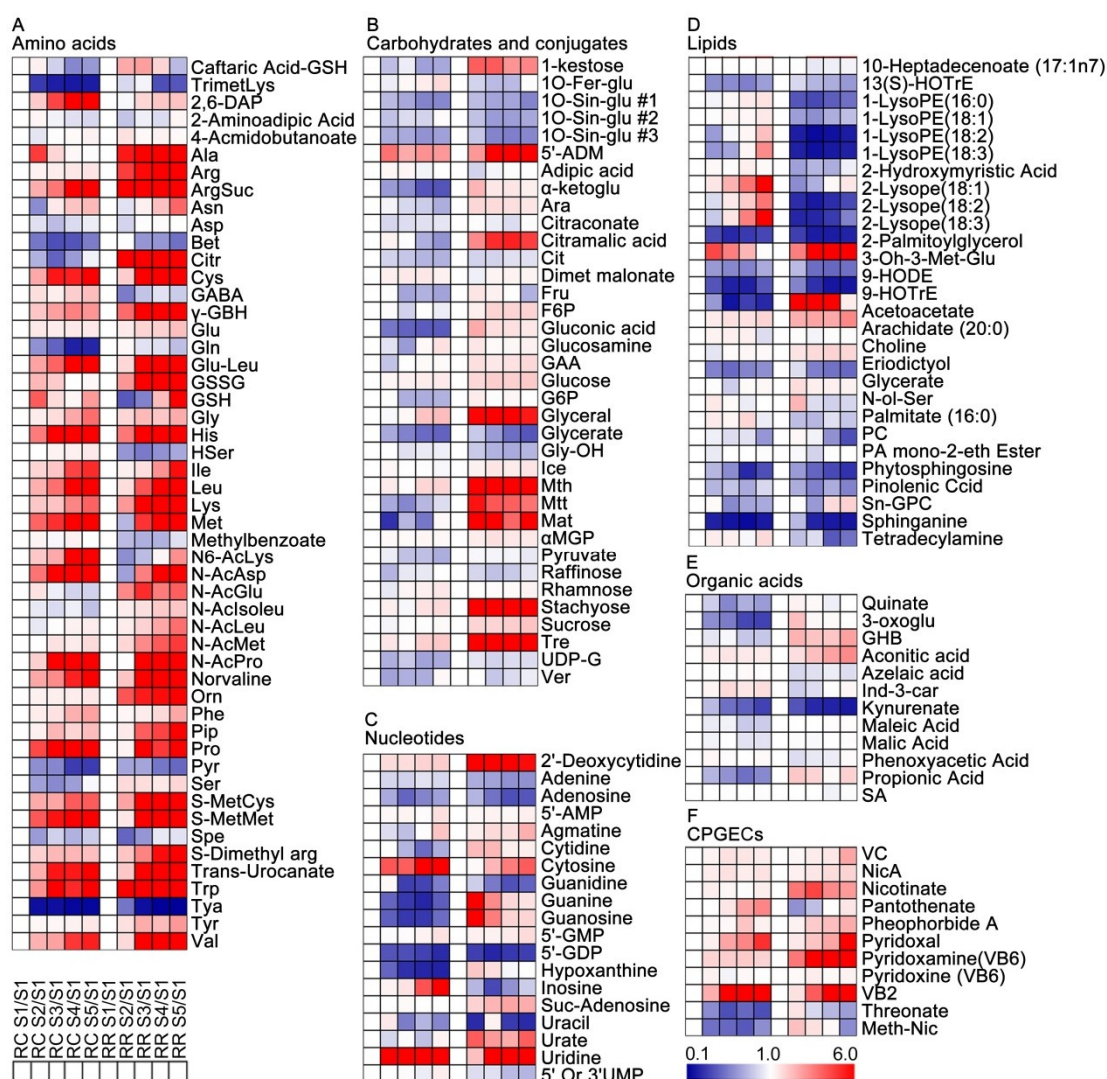 A
Amino acids
Caftaric Acid-GSH
TrimetLys
2,6-DAP
2-Aminoadipic Acid
4-Acmidobutanoate
Ala
Arg
ArgSuc
Asn
Asp
Bet
Citr
Cys
GABA
γ-GBH
Glu
Gln
Glu-Leu
GSSG
GSH
Gly
His
HSer
Ile
Leu
Lys
Met
Methylbenzoate
N6-AcLys
N-AcAsp
N-AcGlu
N-AcIsoleu
N-AcLeu
N-AcMet
N-AcPro
Norvaline
Orn
Phe
Pip
Pro
Pyr
Ser
S-MetCys
S-MetMet
Spe
S-Dimethyl arg
Trans-Urocanate
Trp
Tya
Tyr
Val
RC S1/S1
RC S2/S1
RC S3/S1
RC S4/S1
RC S5/S1
RR S1/S1
RR S2/S1
RR S3/S1
RR S4/S1
RR S5/S1
B
Carbohydrates and conjugates
1-kestose
1O-Fer-glu
1O-Sin-glu #1
1O-Sin-glu #2
1O-Sin-glu #3
5'-ADM
Adipic acid
α-ketoglu
Ara
Citraconate
Citramalic acid
Cit
Dimet malonate
Fru
F6P
Gluconic acid
Glucosamine
GAA
Glucose
G6P
Glyceral
Glycerate
Gly-OH
Ice
Mth
Mtt
Mat
αMGP
Pyruvate
Raffinose
Rhamnose
Stachyose
Sucrose
Tre
UDP-G
Ver
C
Nucleotides
2'-Deoxycytidine
Adenine
Adenosine
5'-AMP
Agmatine
Cytidine
Cytosine
Guanidine
Guanine
Guanosine
5'-GMP
5'-GDP
Hypoxanthine
Inosine
Suc-Adenosine
Uracil
Urate
Uridine
5' Or 3'UMP
D
Lipids
10-Heptadecenoate (17:1n7)
13(S)-HOTrE
1-LysoPE(16:0)
1-LysoPE(18:1)
1-LysoPE(18:2)
1-LysoPE(18:3)
2-Hydroxymyristic Acid
2-Lysope(18:1)
2-Lysope(18:2)
2-Lysope(18:3)
2-Palmitoylglycerol
3-Oh-3-Met-Glu
9-HODE
9-HOTrE
Acetoacetate
Arachidate (20:0)
Choline
Eriodictyol
Glycerate
N-ol-Ser
Palmitate (16:0)
PC
PA mono-2-eth Ester
Phytosphingosine
Pinolenic Ccid
Sn-GPC
Sphinganine
Tetradecylamine
E
Organic acids
Quinate
3-oxoglu
GHB
Aconitic acid
Azelaic acid
Ind-3-car
Kynurenate
Maleic Acid
Malic Acid
Phenoxyacetic Acid
Propionic Acid
SA
F
CPGECs
VC
NicA
Nicotinate
Pantothenate
Pheophorbide A
Pyridoxal
Pyridoxamine(VB6)
Pyridoxine (VB6)
VB2
Threonate
Meth-Nic
0.1 1.0 6.0